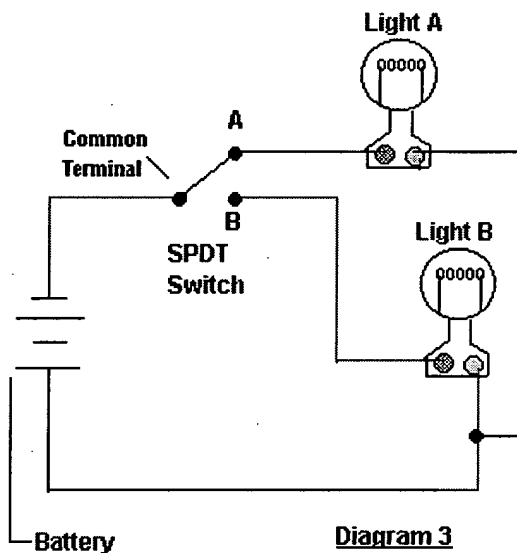 Light A
A
Common
Terminal
B
SPDT
Switch
Light B
Battery
Diagram 3